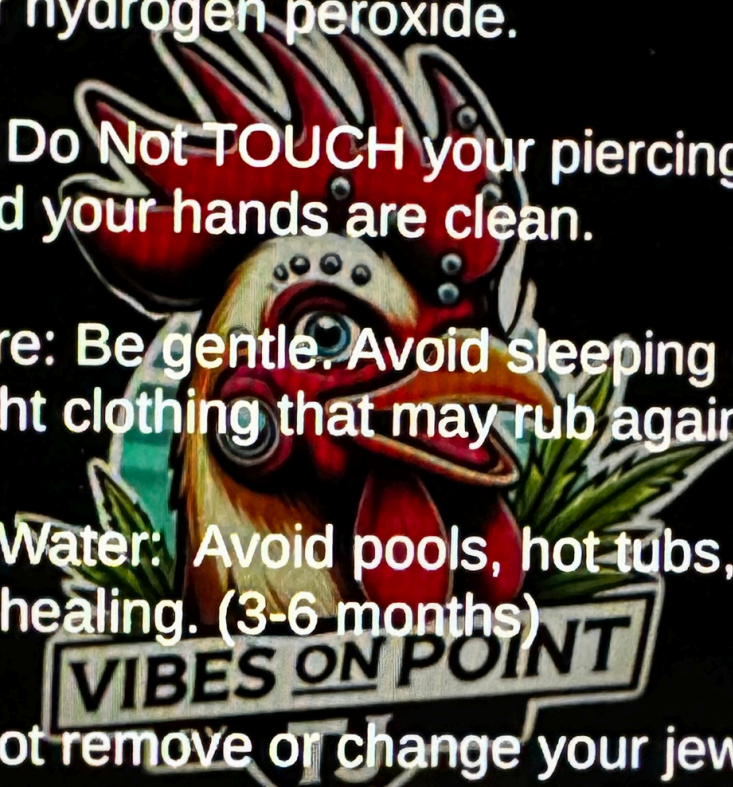 hydrogen peroxide.
Do Not TOUCH your piercing
d your hands are clean.
re: Be gentle. Avoid sleeping
ht clothing that may rub again
Water: Avoid pools, hot tubs,
healing. (3-6 months)
VIBES ON POINT
ot remove or change your jew
TJ